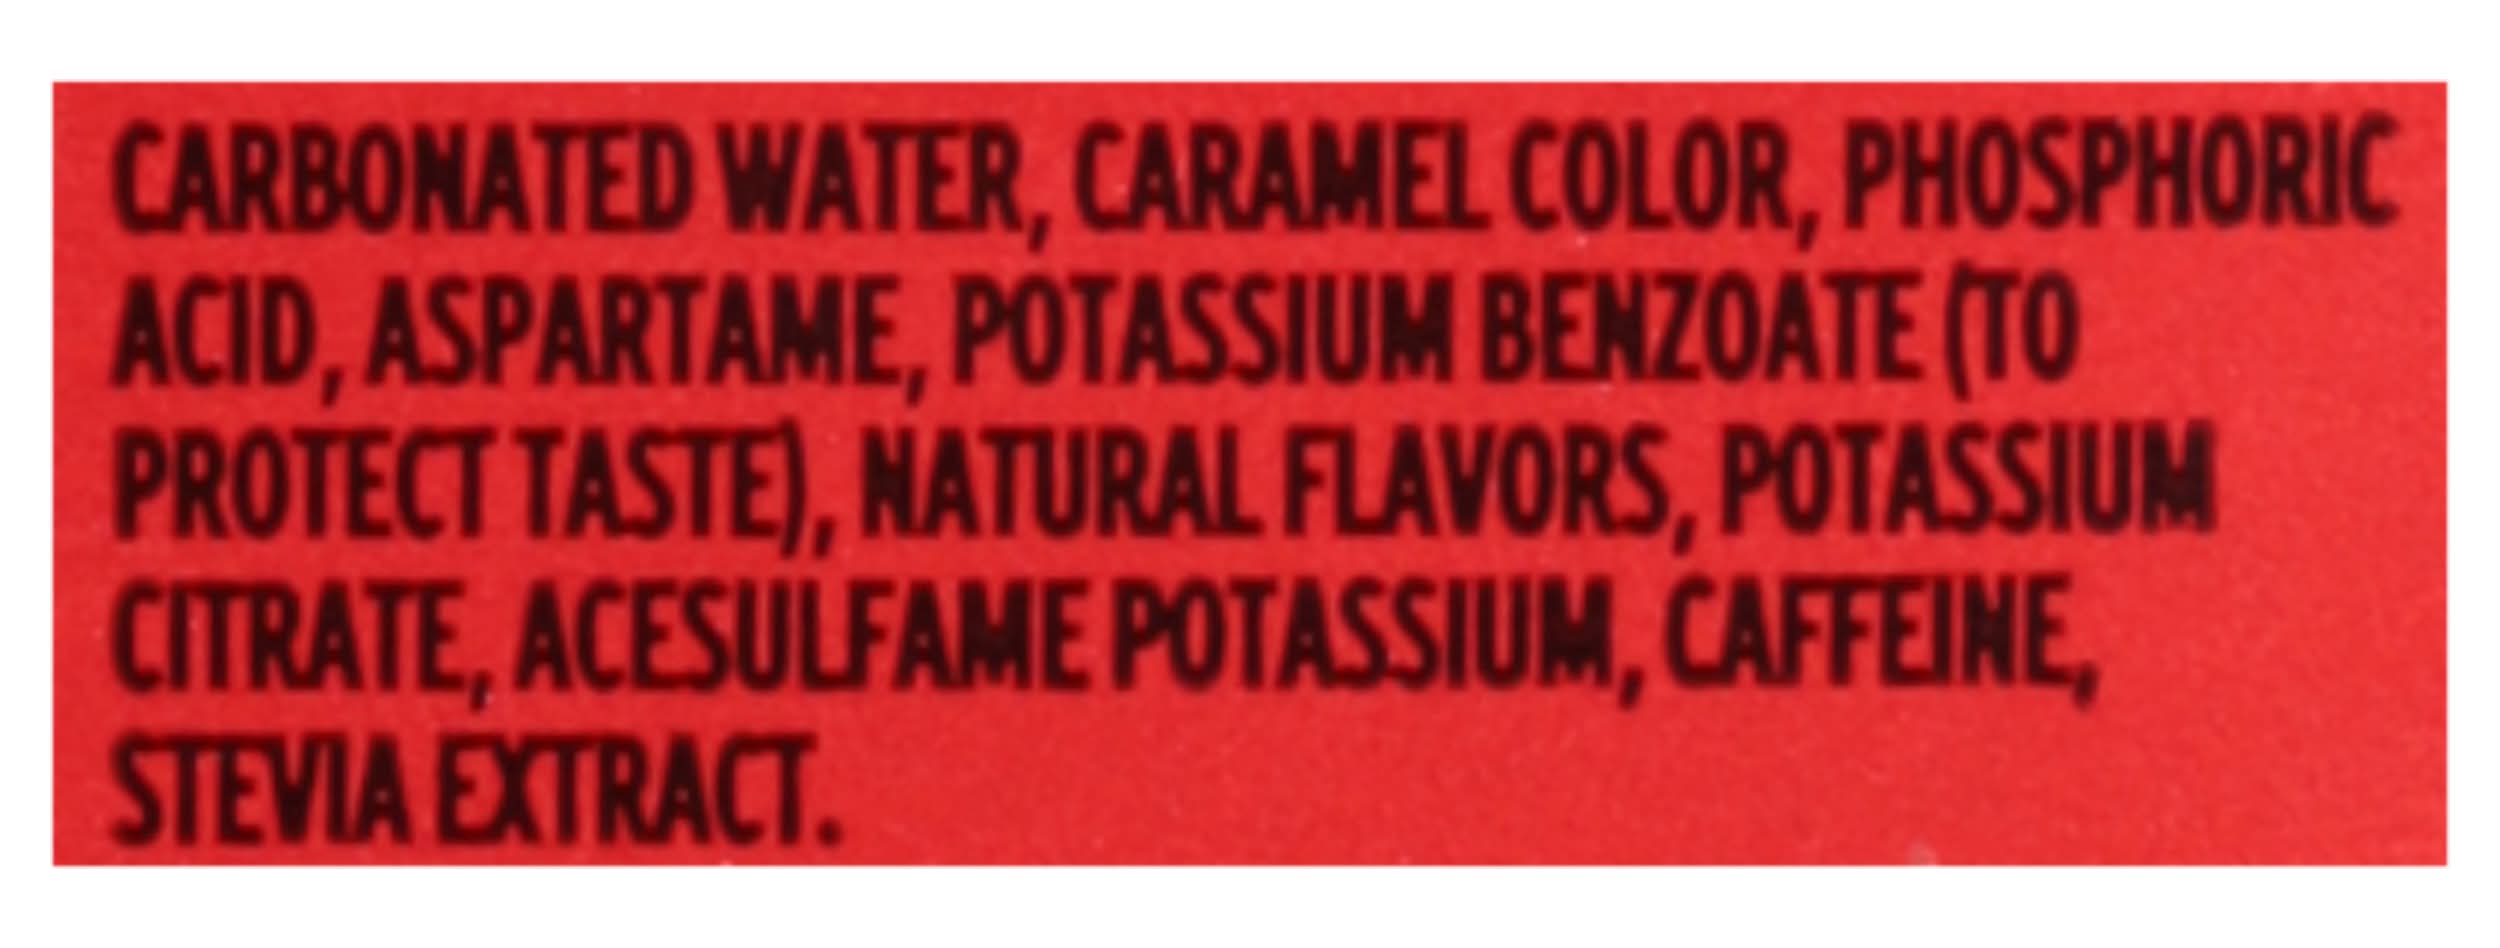 CARBONATED WATER, CARAMEL COLOR, PHOSPHORIC
ACID, ASPARTAME, POTASSIUM BENZOATE (TO
PROTECT TASTE), NATURAL FLAVORS, POTASSIUM
CITRATE, ACESULFAME POTASSIUM, CAFFEINE,
STEVIA EXTRACT.